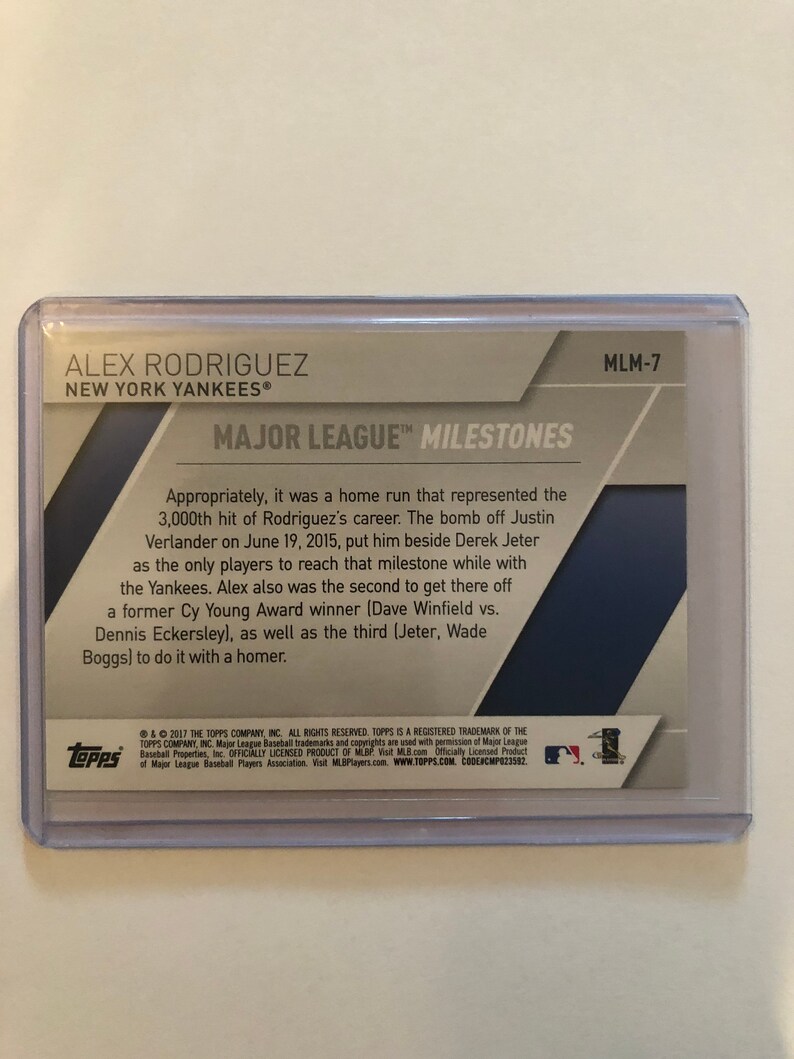 ALEX RODRIGUEZ
NEW YORK YANKEES®
MLM-7
MAJOR LEAGUE™ MILESTONES
Appropriately, it was a home run that represented the
3,000th hit of Rodriguez's career. The bomb off Justin
Verlander on June 19, 2015, put him beside Derek Jeter
as the only players to reach that milestone while with
the Yankees. Alex also was the second to get there off
a former Cy Young Award winner (Dave Winfield vs.
Dennis Eckersley), as well as the third (Jeter, Wade
Boggs) to do it with a homer.
topps®
® & © 2017 THE TOPPS COMPANY, INC. ALL RIGHTS RESERVED. TOPPS IS A REGISTERED TRADEMARK OF THE
TOPPS COMPANY, INC. Major League Baseball trademarks and copyrights are used with permission of Major League
Baseball Properties, Inc. OFFICIALLY LICENSED PRODUCT OF MLBP. Visit MLB.com Officially Licensed Product
of Major League Baseball Players Association. Visit MLBPlayers.com. WWW.TOPPS.COM. CODE#CMP023592.